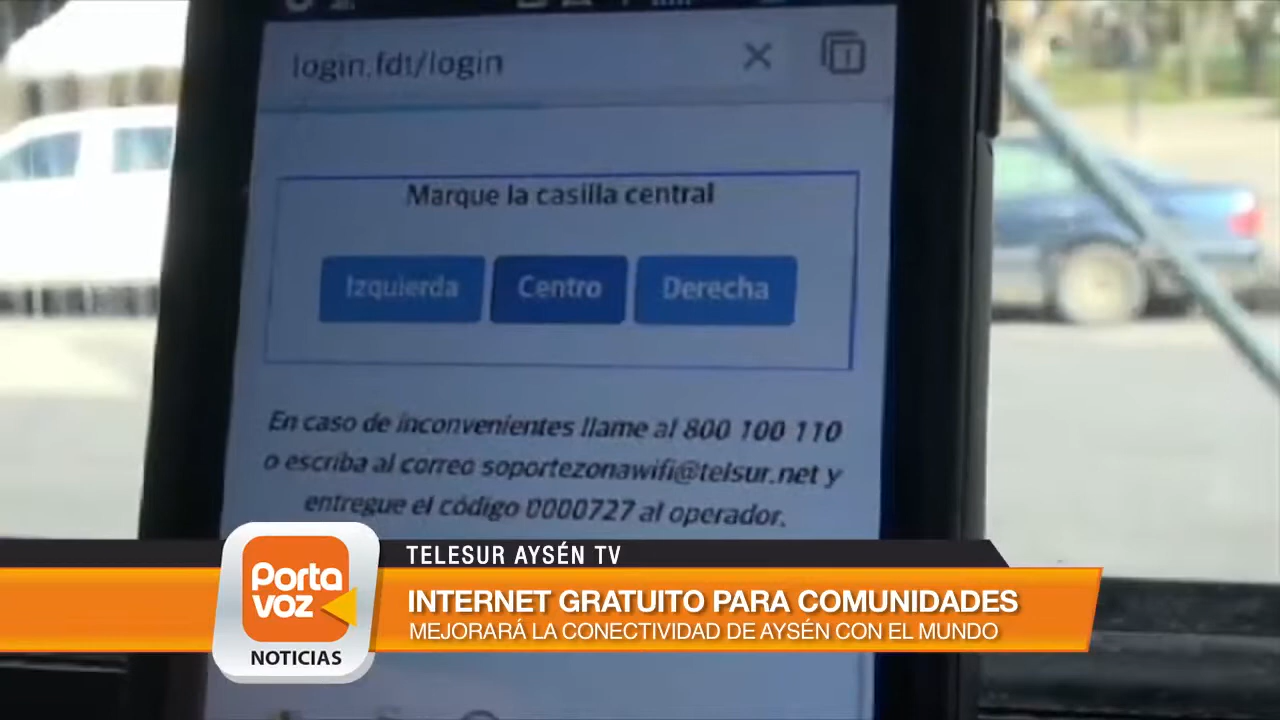 login.fdt/login
1
Marque la casilla central
Izquierda
Centro
Derecha
En caso de inconvenientes llame al 800 100 110
o escriba al correo soportezonawifi@telsur.net y
entregue el código 0000727 al operador.
TELESUR AYSÉN TV
Porta
voz
NOTICIAS
INTERNET GRATUITO PARA COMUNIDADES
MEJORARÁ LA CONECTIVIDAD DE AYSÉN CON EL MUNDO